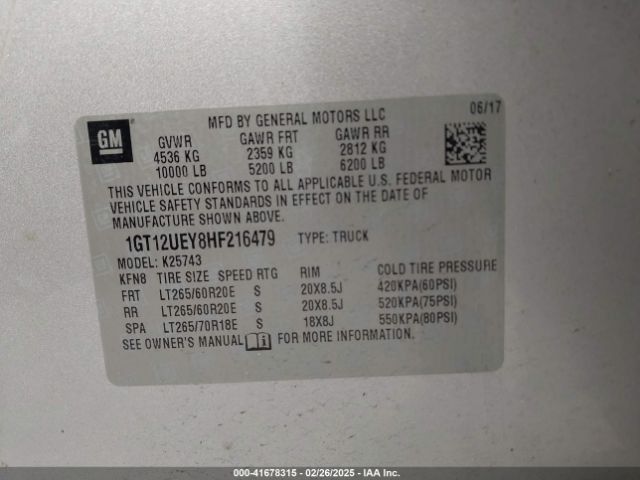 GM
MFD BY GENERAL MOTORS LLC 06/17
GVWR GAWR FRT GAWR RR
4536 KG 2359 KG 2812 KG
10000 LB 5200 LB 6200 LB
THIS VEHICLE CONFORMS TO ALL APPLICABLE U.S. FEDERAL MOTOR
VEHICLE SAFETY STANDARDS IN EFFECT ON THE DATE OF
MANUFACTURE SHOWN ABOVE.
1GT12UEY8HF216479 TYPE: TRUCK
MODEL: K25743
KFN8 TIRE SIZE SPEED RTG RIM COLD TIRE PRESSURE
FRT LT265/60R20E S 20X8.5J 420KPA(60PSI)
RR LT265/60R20E S 20X8.5J 520KPA(75PSI)
SPA LT265/70R18E S 18X8J 550KPA(80PSI)
SEE OWNER'S MANUAL FOR MORE INFORMATION.
000-41678315 - 02/26/2025 - IAA Inc.